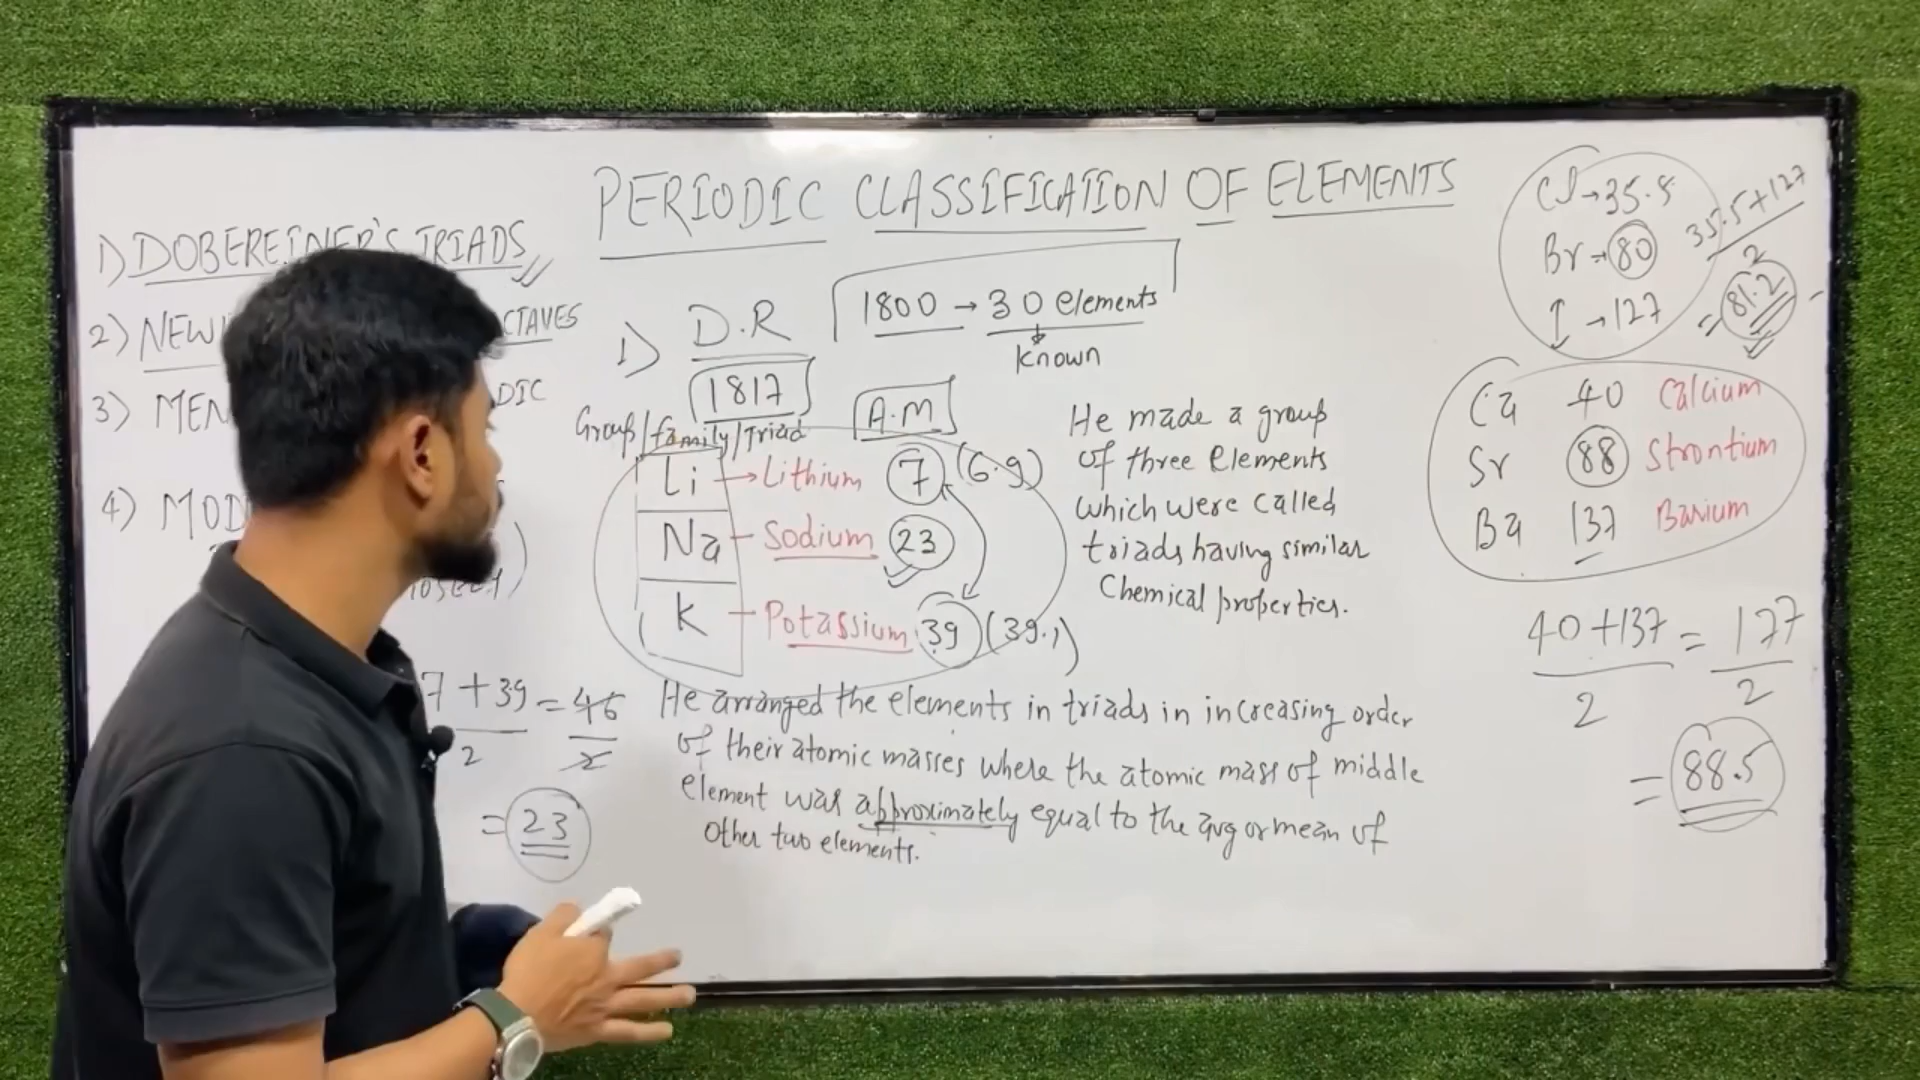 PERIODIC CLASSIFICATION OF ELEMENTS
1) DOBEREINER'S TRIADS
2) NEW CTAVES
3) MEN DIC
4) MOD
1) D.R
1817
1800 → 30 elements
known
Group/family/Triad
A.M
Li → Lithium 7 (6.9)
Na - Sodium 23
K - Potassium 39 (39.1)
He made a group
of three elements
which were called
triads having similar
Chemical properties.
He arranged the elements in triads in increasing order
of their atomic masses where the atomic mass of middle
element was approximately equal to the avg or mean of
other two elements.
7 + 39 = 46
2 2
= 23
Cl → 35.5
Br → 80
I → 127
35.5 + 127
2
= 81.2
Ca 40 Calcium
Sr 88 Strontium
Ba 137 Barium
40 + 137 = 177
2 2
= 88.5